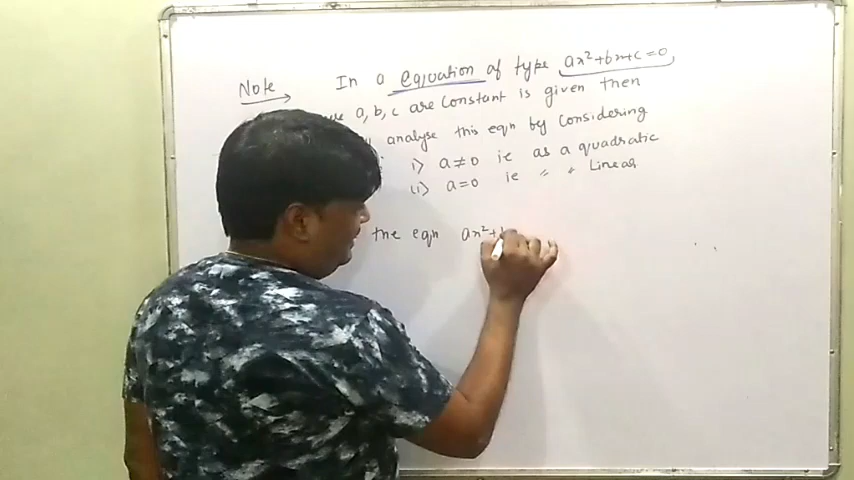 Note → In a equation of type ax²+bx+c=0
a, b, c are constant is given then
analyse this eqn by considering
i) a≠0 ie as a quadratic
(ii) a=0 ie " " Linear
the eqn ax²+